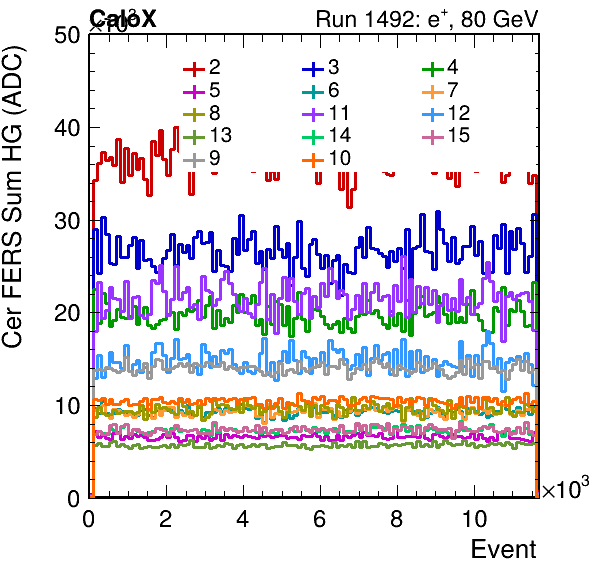 CaloX
×10³
Run 1492: e⁺, 80 GeV
Cer FERS Sum HG (ADC)
50
40
30
20
10
0
2 3 4
5 6 7
8 11 12
13 14 15
9 10
0 2 4 6 8 10
×10³
Event